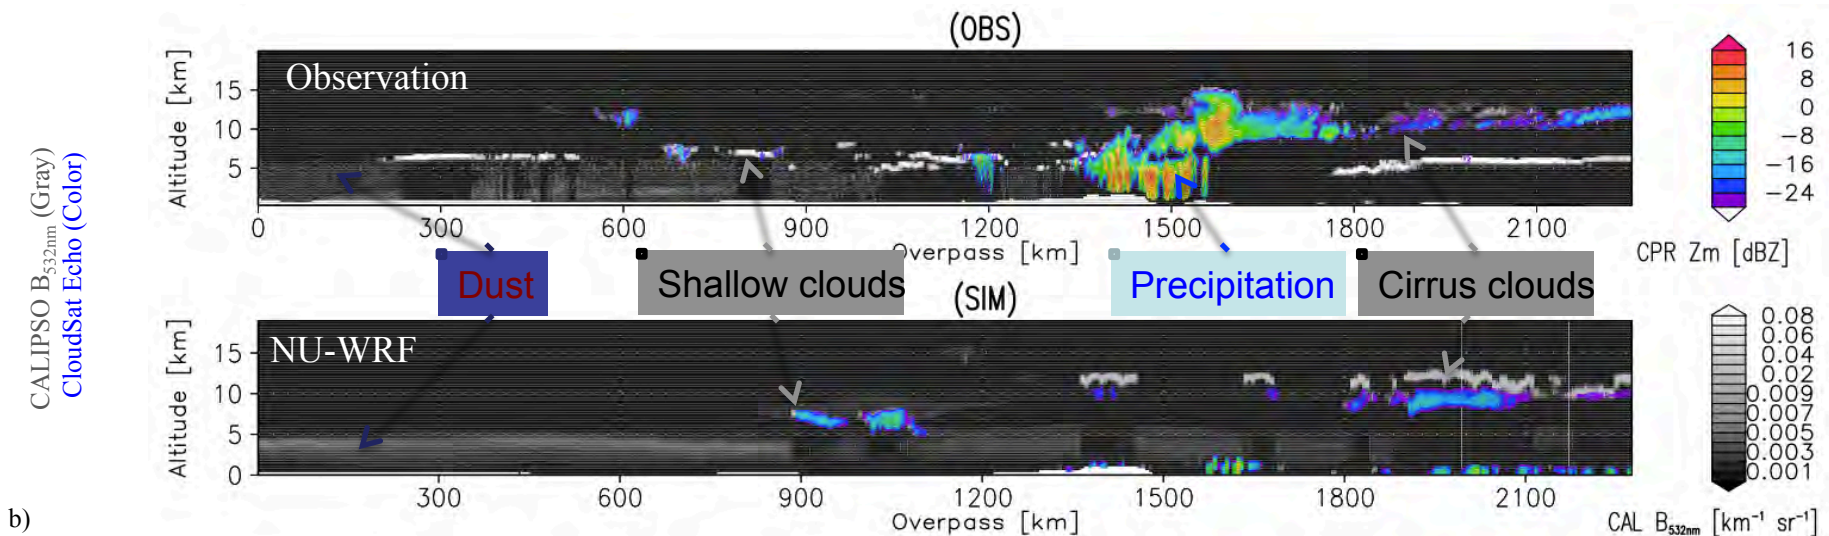 (OBS)
Observation
Altitude [km]
15
10
5
0
300
600
900
1200
1500
1800
2100
Overpass [km]
16
8
0
−8
−16
−24
CPR Zm [dBZ]
CALIPSO B532nm (Gray)
CloudSat Echo (Color)
Dust
Shallow clouds
Precipitation
Cirrus clouds
(SIM)
NU-WRF
Altitude [km]
15
10
5
0
300
600
900
1200
1500
1800
2100
Overpass [km]
0.08
0.06
0.04
0.02
0.009
0.007
0.005
0.003
0.001
CAL B532nm [km⁻¹ sr⁻¹]
b)